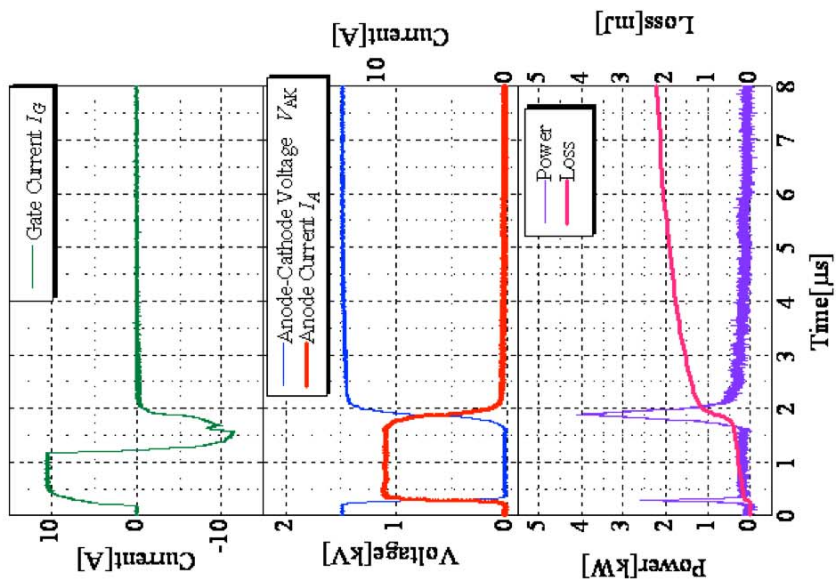 Current[A]
10
0
-10
Gate Current I_G
Voltage[kV]
2
1
0
Current[A]
10
0
Anode-Cathode Voltage V_AK
Anode Current I_A
Power[kW]
5
4
3
2
1
0
Loss[mJ]
5
4
3
2
1
0
Power
Loss
0
1
2
3
4
5
6
7
8
Time[µs]